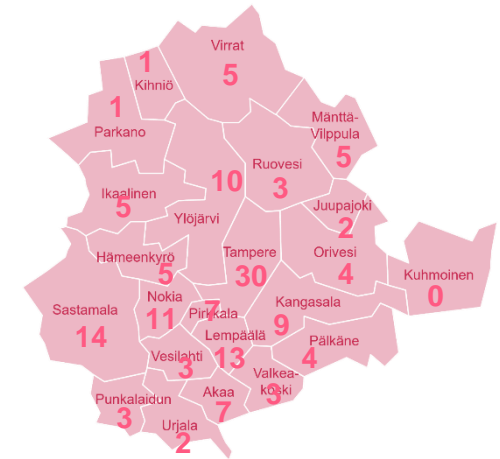 Virrat
5
1
Kihniö
1
Parkano
Mänttä-
Vilppula
5
Ruovesi
3
10
Ylöjärvi
Ikaalinen
5
Juupajoki
2
Hämeenkyrö
5
Tampere
30
Orivesi
4
Kuhmoinen
0
Nokia
11
7
Pirkkala
Kangasala
9
Sastamala
14
Lempäälä
13
Pälkäne
4
Vesilahti
3
Valkea-
koski
3
Punkalaidun
3
Akaa
7
Urjala
2